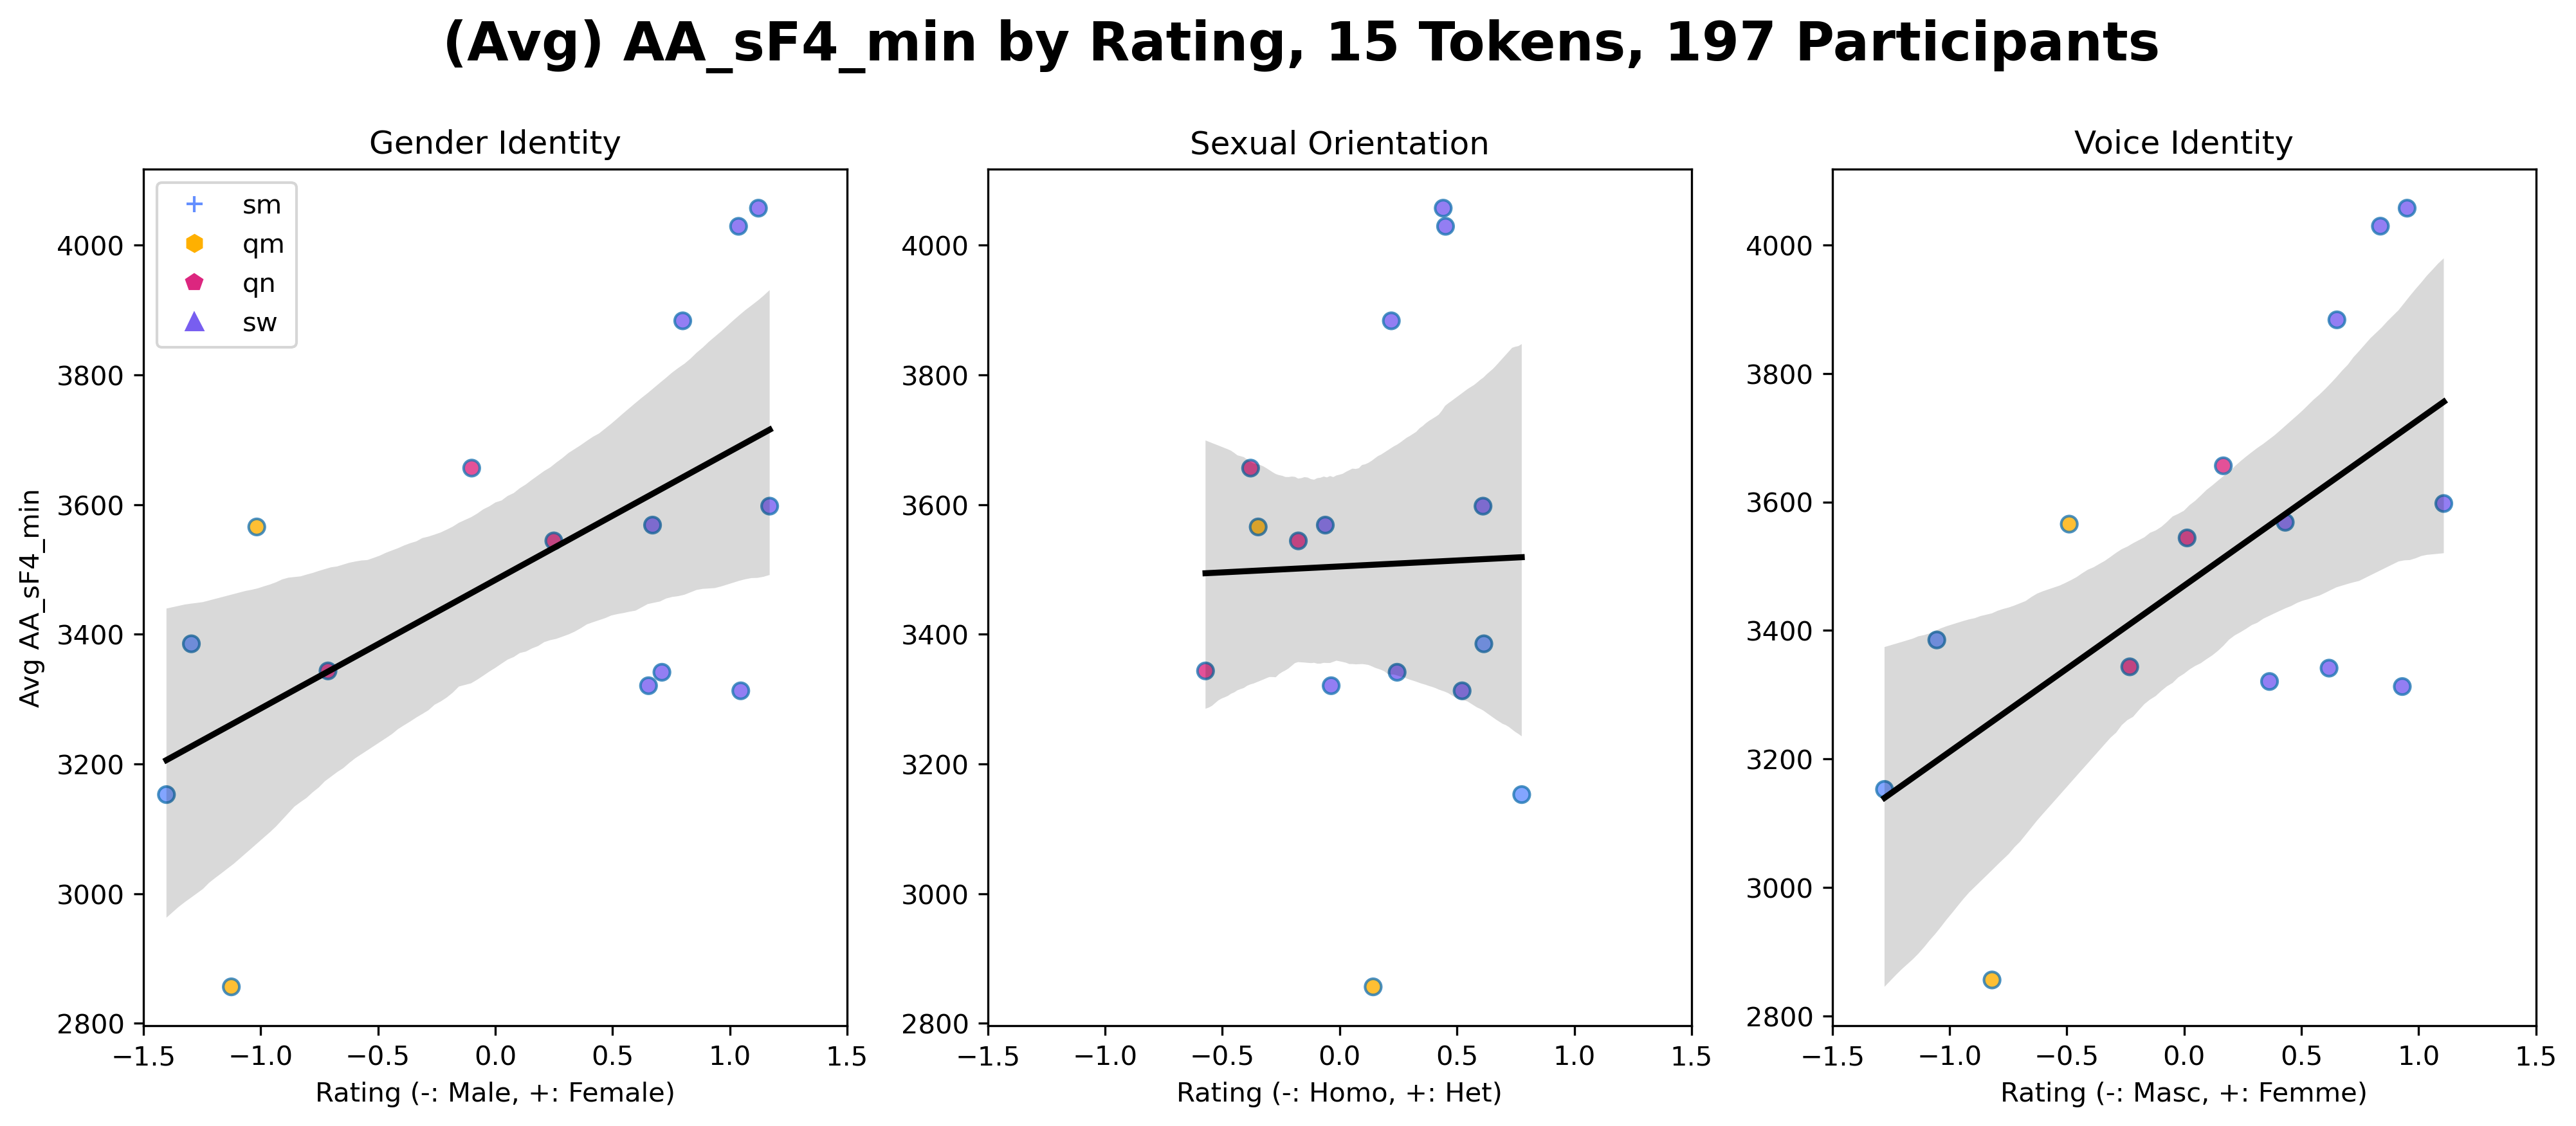 (Avg) AA_sF4_min by Rating, 15 Tokens, 197 Participants
Gender Identity
sm
qm
qn
sw
4000
3800
3600
3400
3200
3000
2800
Avg AA_sF4_min
−1.5 −1.0 −0.5 0.0 0.5 1.0 1.5
Rating (-: Male, +: Female)
Sexual Orientation
4000
3800
3600
3400
3200
3000
2800
−1.5 −1.0 −0.5 0.0 0.5 1.0 1.5
Rating (-: Homo, +: Het)
Voice Identity
4000
3800
3600
3400
3200
3000
2800
−1.5 −1.0 −0.5 0.0 0.5 1.0 1.5
Rating (-: Masc, +: Femme)